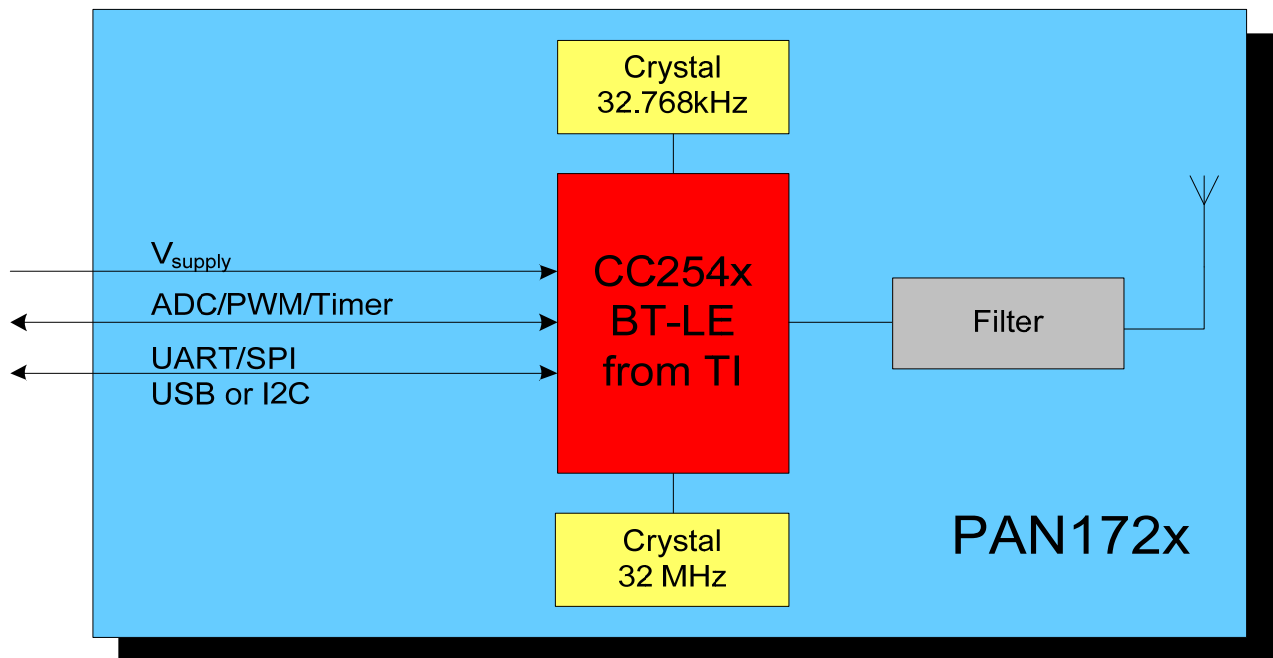 Crystal
32.768kHz
Vsupply
ADC/PWM/Timer
UART/SPI
USB or I2C
CC254x
BT-LE
from TI
Filter
Crystal
32 MHz
PAN172x